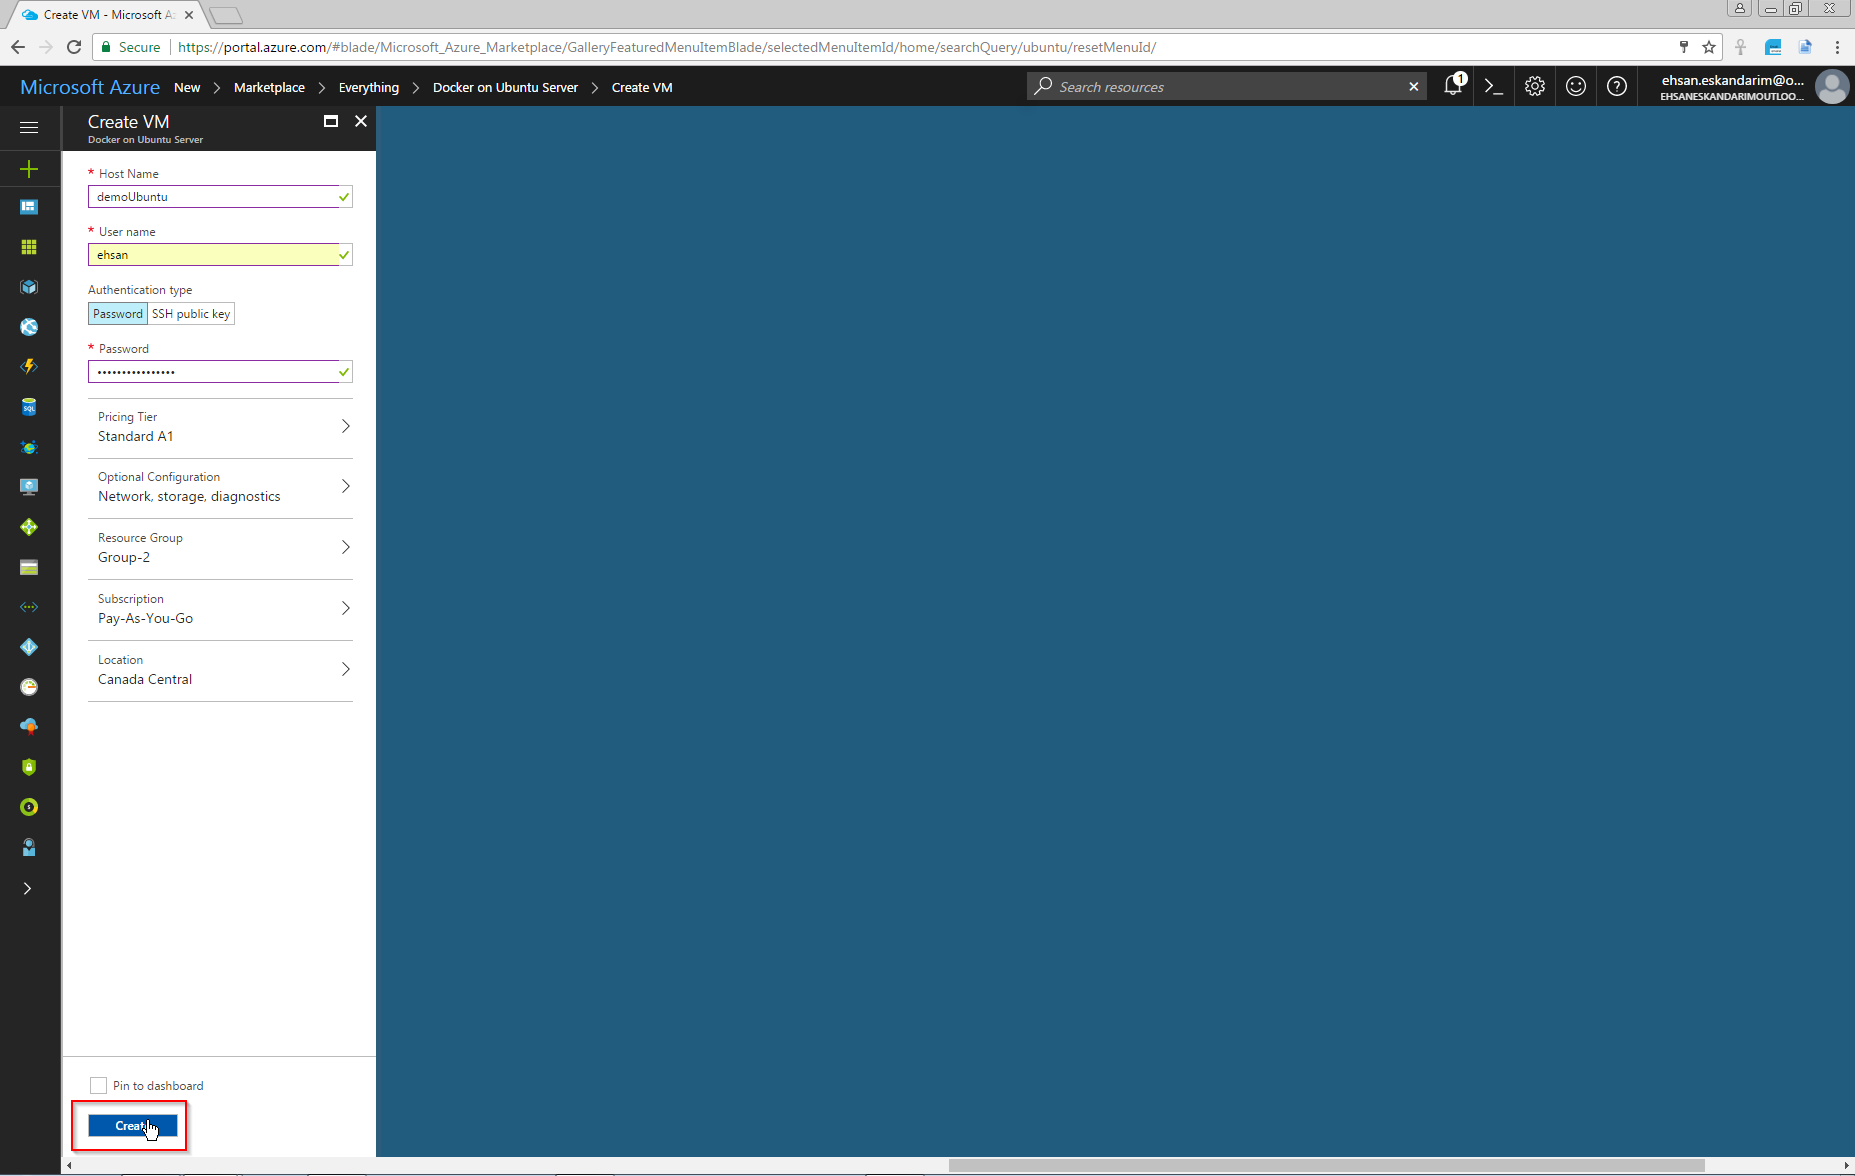 Create VM - Microsoft Az
Secure https://portal.azure.com/#blade/Microsoft_Azure_Marketplace/GalleryFeaturedMenuItemBlade/selectedMenuItemId/home/searchQuery/ubuntu/resetMenuId/
Microsoft Azure New > Marketplace > Everything > Docker on Ubuntu Server > Create VM
Search resources
1
ehsan.eskandarim@o...
EHSANESKANDARIMOUTLOO...
Create VM
Docker on Ubuntu Server
* Host Name
demoUbuntu
* User name
ehsan
Authentication type
Password SSH public key
* Password
••••••••••••••••
Pricing Tier
Standard A1
Optional Configuration
Network, storage, diagnostics
Resource Group
Group-2
Subscription
Pay-As-You-Go
Location
Canada Central
Pin to dashboard
Create
SQL